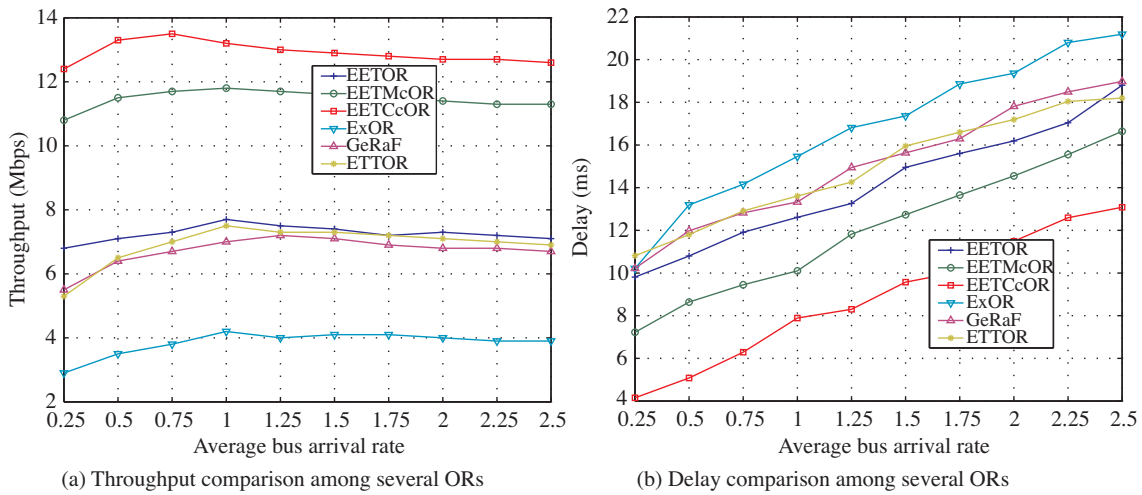 14
12
10
8
6
4
2
Throughput (Mbps)
EETOR
EETMcOR
EETCcOR
ExOR
GeRaF
ETTOR
0.25 0.5 0.75 1 1.25 1.5 1.75 2 2.25 2.5
Average bus arrival rate
(a) Throughput comparison among several ORs
22
20
18
16
14
12
10
8
6
4
Delay (ms)
EETOR
EETMcOR
EETCcOR
ExOR
GeRaF
ETTOR
0.25 0.5 0.75 1 1.25 1.5 1.75 2 2.25 2.5
Average bus arrival rate
(b) Delay comparison among several ORs